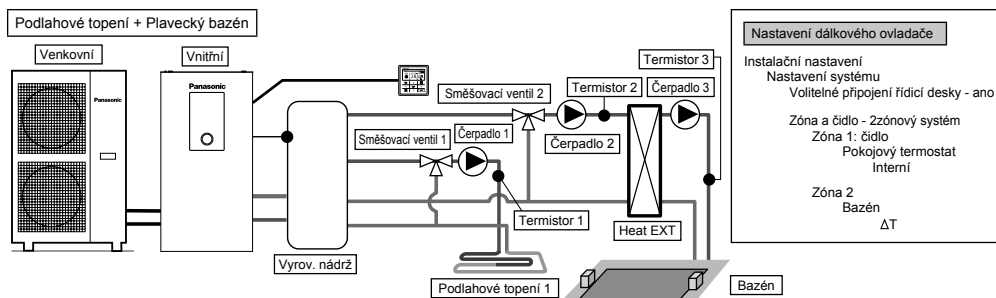 Podlahové topení + Plavecký bazén
Venkovní
Vnitřní
Panasonic
Panasonic
Směšovací ventil 1
Čerpadlo 1
Směšovací ventil 2
Termistor 2
Čerpadlo 3
Termistor 3
Čerpadlo 2
Termistor 1
Heat EXT
Vyrov. nádrž
Podlahové topení 1
Bazén
Nastavení dálkového ovladače
Instalační nastavení
Nastavení systému
Volitelné připojení řídicí desky - ano
Zóna a čidlo - 2zónový systém
Zóna 1: čidlo
Pokojový termostat
Interní
Zóna 2
Bazén
ΔT